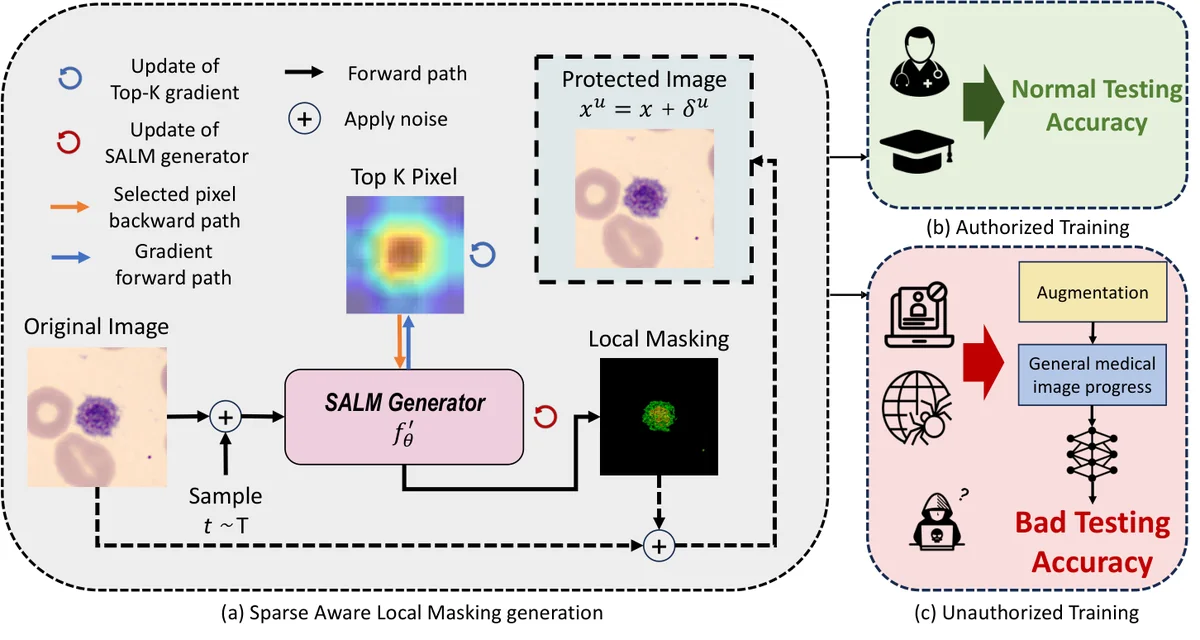 Update of
Top-K gradient
Update of
SALM generator
Selected pixel
backward path
Gradient
forward path
Forward path
+
Apply noise
Top K Pixel
Protected Image
xᵘ = x + δᵘ
Original Image
+
Sample
t ~T
SALM Generator
f′θ
Local Masking
+
(a) Sparse Aware Local Masking generation
Normal Testing
Accuracy
(b) Authorized Training
Augmentation
General medical
image progress
?
Bad Testing
Accuracy
(c) Unauthorized Training